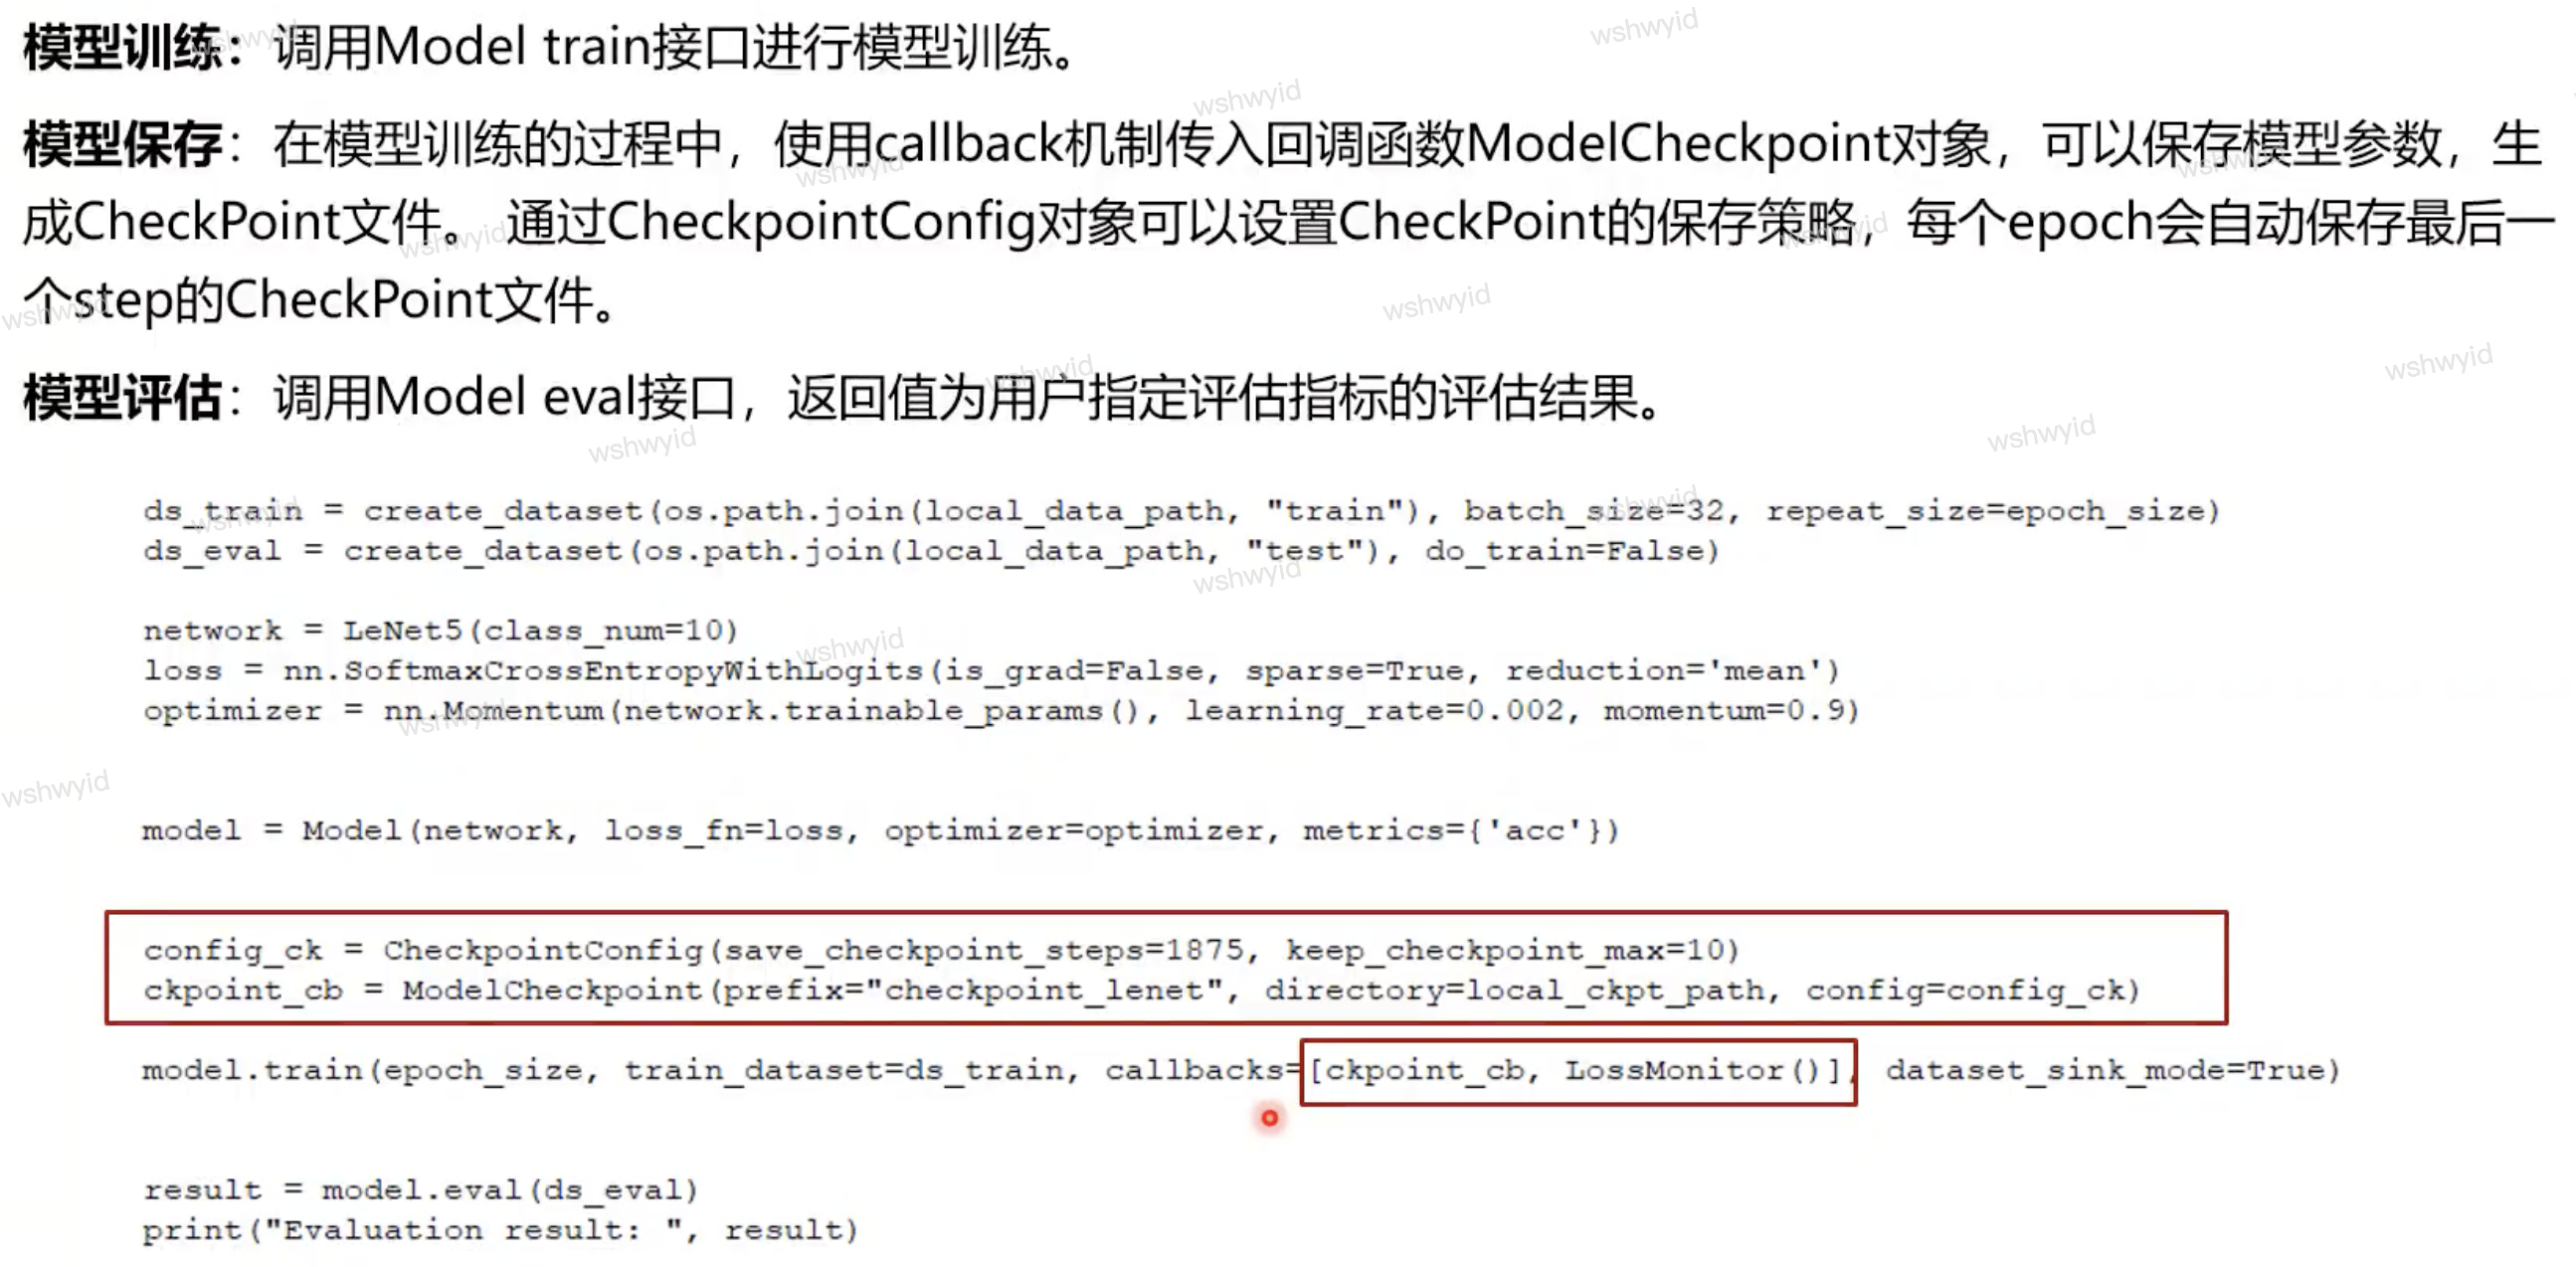 模型训练：调用Model train接口进行模型训练。
模型保存：在模型训练的过程中，使用callback机制传入回调函数ModelCheckpoint对象，可以保存模型参数，生
成CheckPoint文件。 通过CheckpointConfig对象可以设置CheckPoint的保存策略，每个epoch会自动保存最后一
个step的CheckPoint文件。
模型评估：调用Model eval接口，返回值为用户指定评估指标的评估结果。
ds_train = create_dataset(os.path.join(local_data_path, "train"), batch_size=32, repeat_size=epoch_size)
ds_eval = create_dataset(os.path.join(local_data_path, "test"), do_train=False)
network = LeNet5(class_num=10)
loss = nn.SoftmaxCrossEntropyWithLogits(is_grad=False, sparse=True, reduction='mean')
optimizer = nn.Momentum(network.trainable_params(), learning_rate=0.002, momentum=0.9)
model = Model(network, loss_fn=loss, optimizer=optimizer, metrics={'acc'})
config_ck = CheckpointConfig(save_checkpoint_steps=1875, keep_checkpoint_max=10)
ckpoint_cb = ModelCheckpoint(prefix="checkpoint_lenet", directory=local_ckpt_path, config=config_ck)
model.train(epoch_size, train_dataset=ds_train, callbacks=[ckpoint_cb, LossMonitor()], dataset_sink_mode=True)
result = model.eval(ds_eval)
print("Evaluation result: ", result)
wshwyid